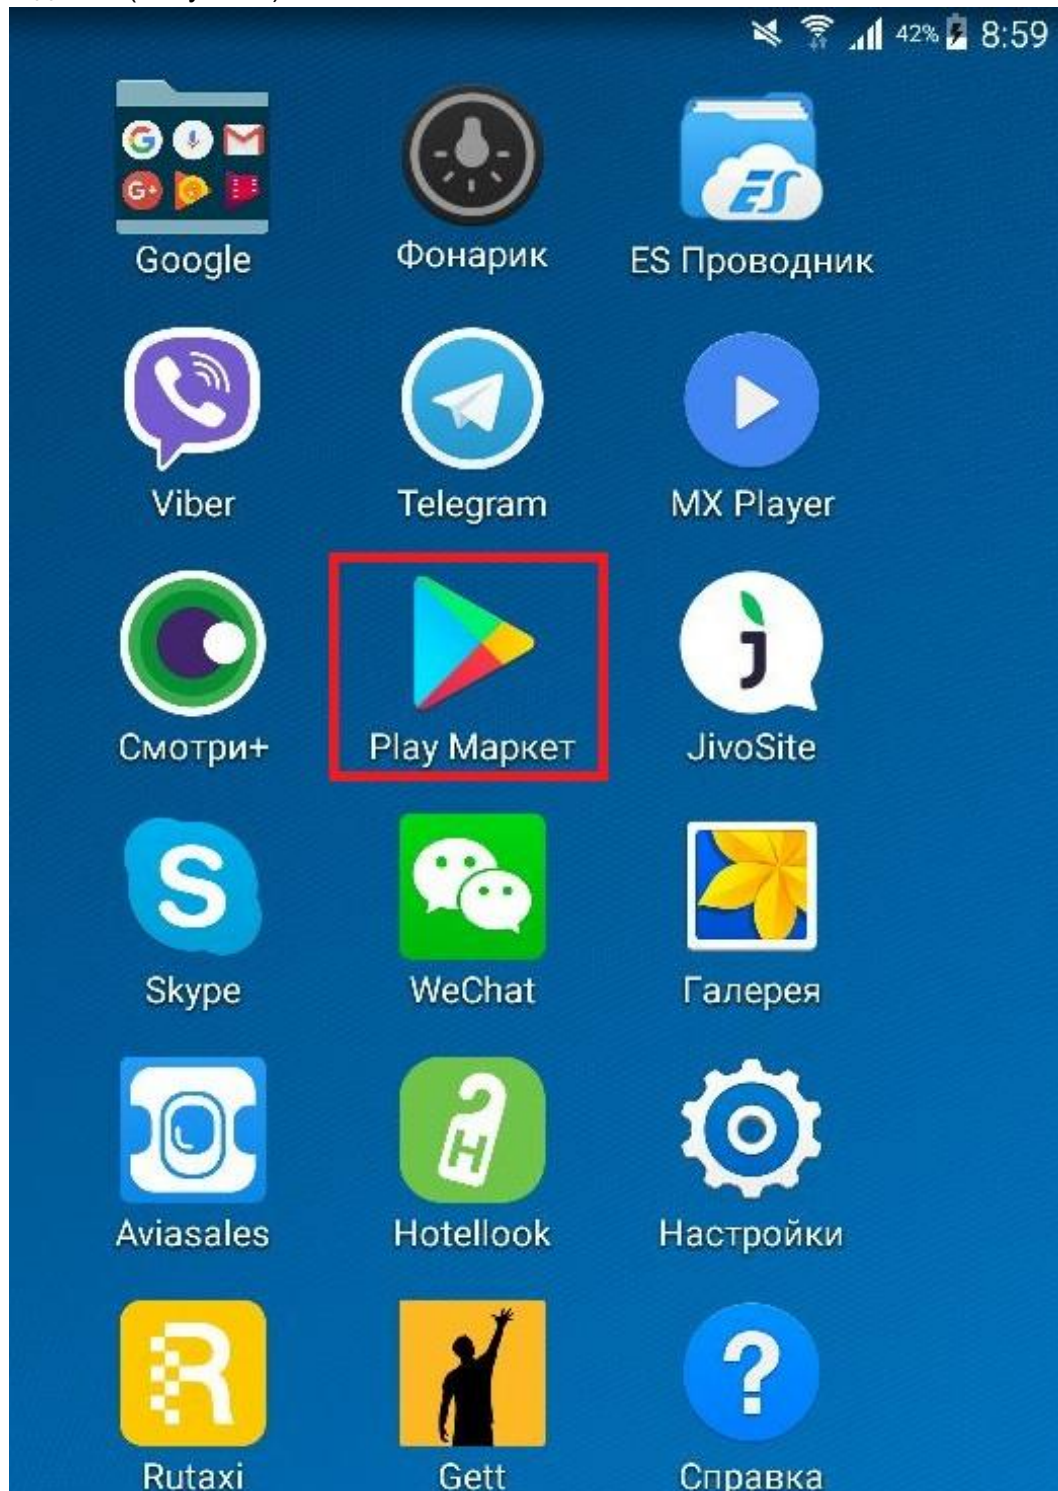 42% 8:59
Google Фонарик ES Проводник
Viber Telegram MX Player
Смотри+ Play Маркет JivoSite
Skype WeChat Галерея
Aviasales Hotellook Настройки
Rutaxi Gett Справка